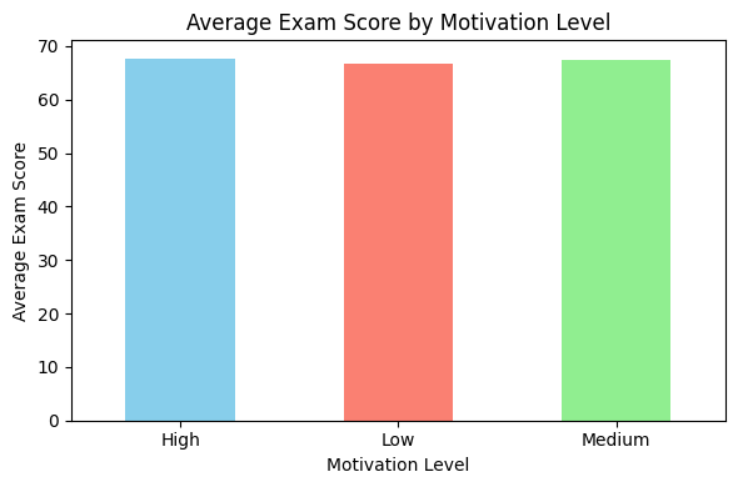 Average Exam Score by Motivation Level
Average Exam Score
70
60
50
40
30
20
10
0
High Low Medium
Motivation Level